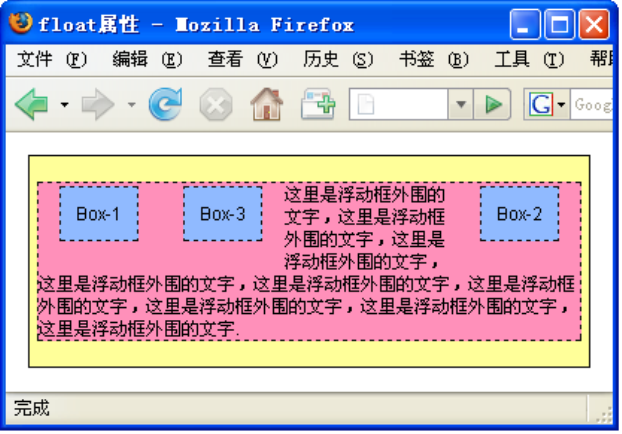 float属性 - Mozilla Firefox
文件 (F) 编辑 (E) 查看 (V) 历史 (S) 书签 (B) 工具 (T)
G Goog
Box-1 Box-3 Box-2
这里是浮动框外围的
文字，这里是浮动框
外围的文字，这里是
浮动框外围的文字，
这里是浮动框外围的文字，这里是浮动框外围的文字，这里是浮动框
外围的文字，这里是浮动框外围的文字，这里是浮动框外围的文字，
这里是浮动框外围的文字.
完成